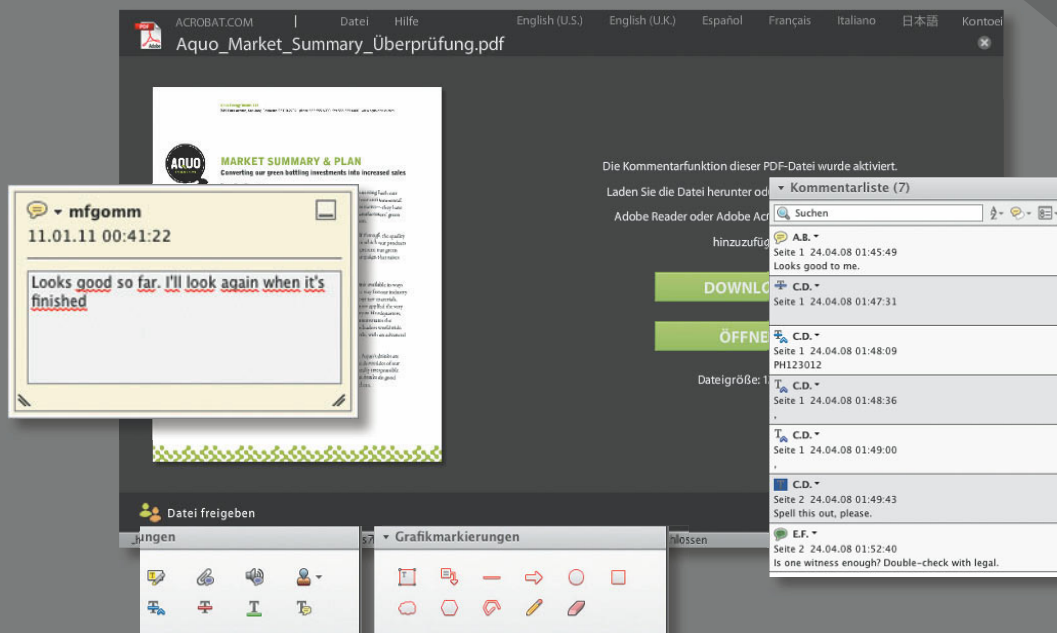 ACROBAT.COM | Datei Hilfe English (U.S.) English (U.K.) Español Français Italiano 日本語 Kontoei
Aquo_Market_Summary_Überprüfung.pdf
AQUO
MARKET SUMMARY & PLAN
Converting our green bottling investments into increased sales
mfgomm
11.01.11 00:41:22
Looks good so far. I'll look again when it's
finished
Die Kommentarfunktion dieser PDF-Datei wurde aktiviert.
Laden Sie die Datei herunter od
Adobe Reader oder Adobe Acr
hinzuzufüg
DOWNLO
ÖFFNE
Dateigröße: 1
Kommentarliste (7)
Suchen
A.B.
Seite 1 24.04.08 01:45:49
Looks good to me.
C.D.
Seite 1 24.04.08 01:47:31
C.D.
Seite 1 24.04.08 01:48:09
PH123012
C.D.
Seite 1 24.04.08 01:48:36
,
C.D.
Seite 1 24.04.08 01:49:00
,
C.D.
Seite 2 24.04.08 01:49:43
Spell this out, please.
E.F.
Seite 2 24.04.08 01:52:40
Is one witness enough? Double-check with legal.
Datei freigeben
ungen
Grafikmarkierungen
hlossen